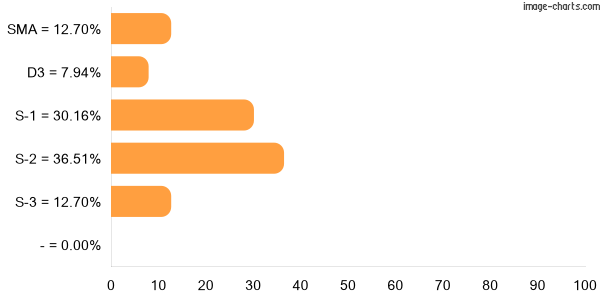 image-charts.com
SMA = 12.70%
D3 = 7.94%
S-1 = 30.16%
S-2 = 36.51%
S-3 = 12.70%
- = 0.00%
0 10 20 30 40 50 60 70 80 90 100